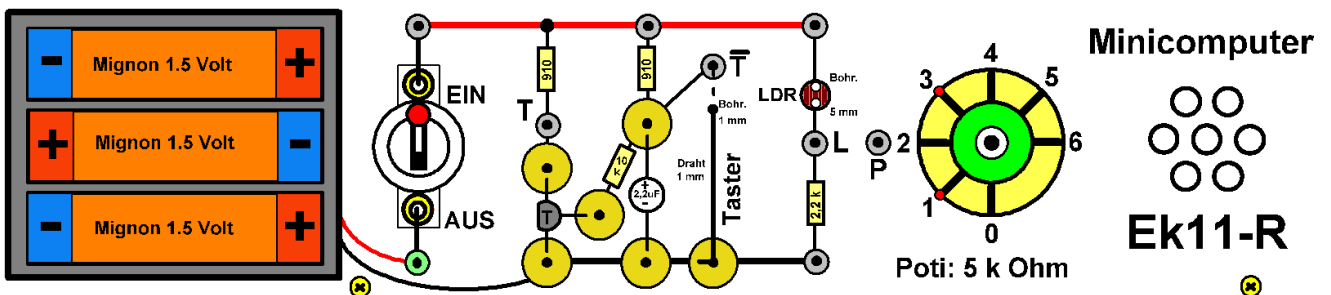 - Mignon 1.5 Volt +
+ Mignon 1.5 Volt -
- Mignon 1.5 Volt +
EIN
AUS
910
T
10 k
T
910
+
2,2uF
-
T
Bohr.
1 mm
Draht
1 mm
Taster
LDR
Bohr.
5 mm
L
2,2 k
P
0
1
2
3
4
5
6
Poti: 5 k Ohm
Minicomputer
Ek11-R